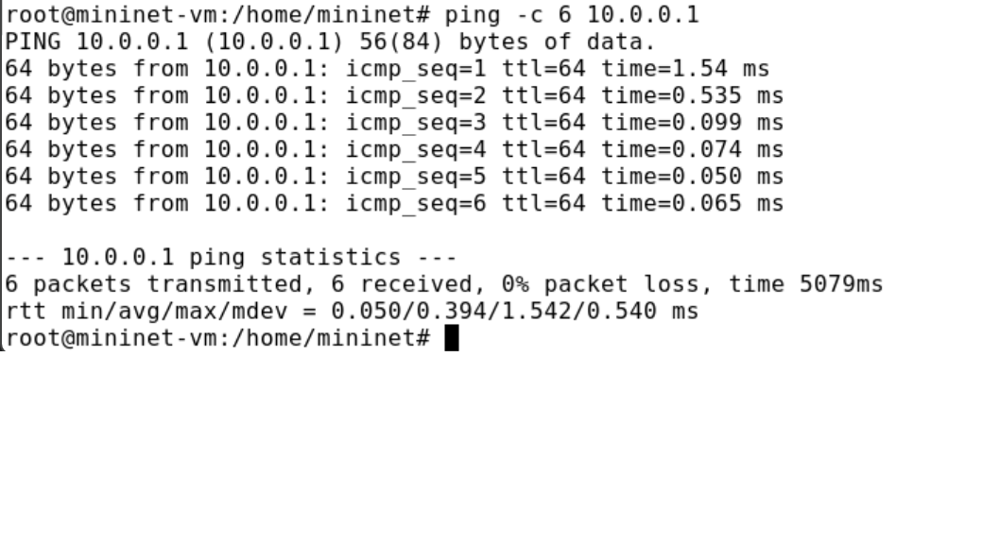 root@mininet-vm:/home/mininet# ping -c 6 10.0.0.1
PING 10.0.0.1 (10.0.0.1) 56(84) bytes of data.
64 bytes from 10.0.0.1: icmp_seq=1 ttl=64 time=1.54 ms
64 bytes from 10.0.0.1: icmp_seq=2 ttl=64 time=0.535 ms
64 bytes from 10.0.0.1: icmp_seq=3 ttl=64 time=0.099 ms
64 bytes from 10.0.0.1: icmp_seq=4 ttl=64 time=0.074 ms
64 bytes from 10.0.0.1: icmp_seq=5 ttl=64 time=0.050 ms
64 bytes from 10.0.0.1: icmp_seq=6 ttl=64 time=0.065 ms

--- 10.0.0.1 ping statistics ---
6 packets transmitted, 6 received, 0% packet loss, time 5079ms
rtt min/avg/max/mdev = 0.050/0.394/1.542/0.540 ms
root@mininet-vm:/home/mininet#